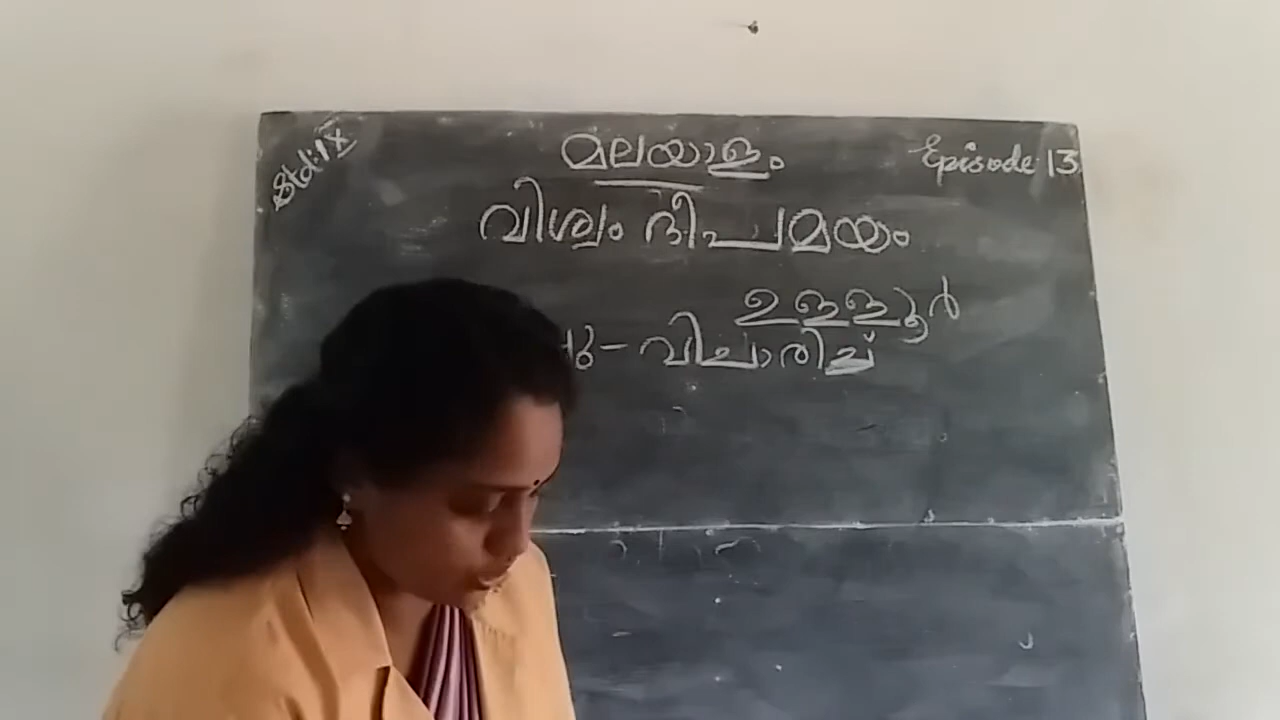 Std: IX
മലയാളം
Episode: 13
വിശ്വം ദീപമയം
ഉള്ളൂർ
വിചാരിച്ച്